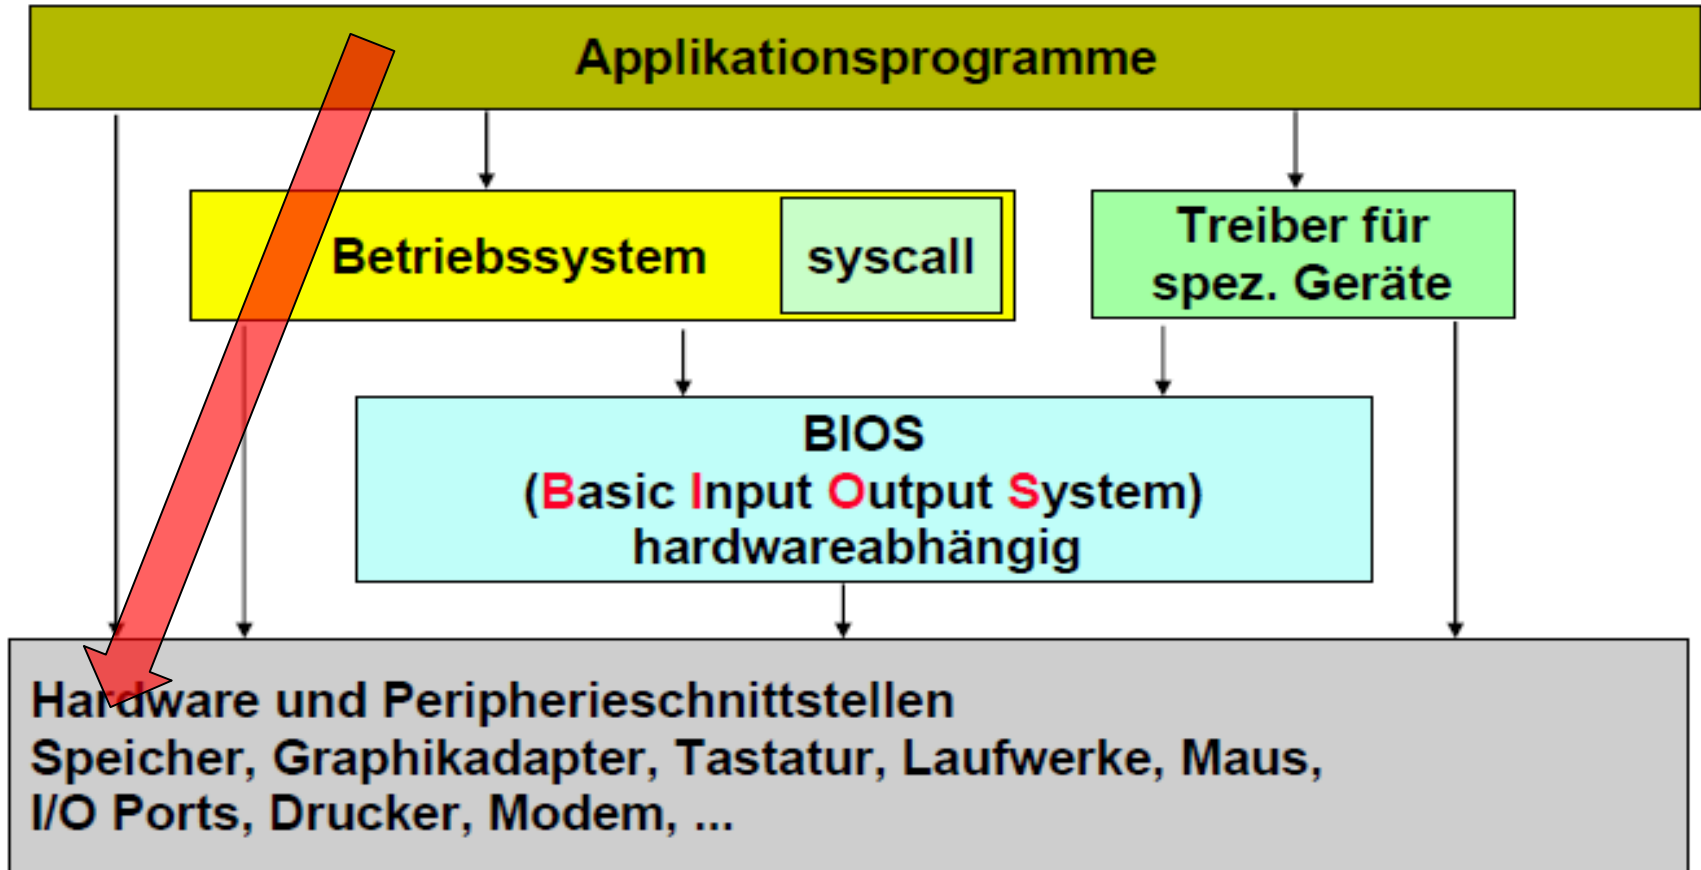 Applikationsprogramme
Betriebssystem
syscall
Treiber für
spez. Geräte
BIOS
(Basic Input Output System)
hardwareabhängig
Hardware und Peripherieschnittstellen
Speicher, Graphikadapter, Tastatur, Laufwerke, Maus,
I/O Ports, Drucker, Modem, ...